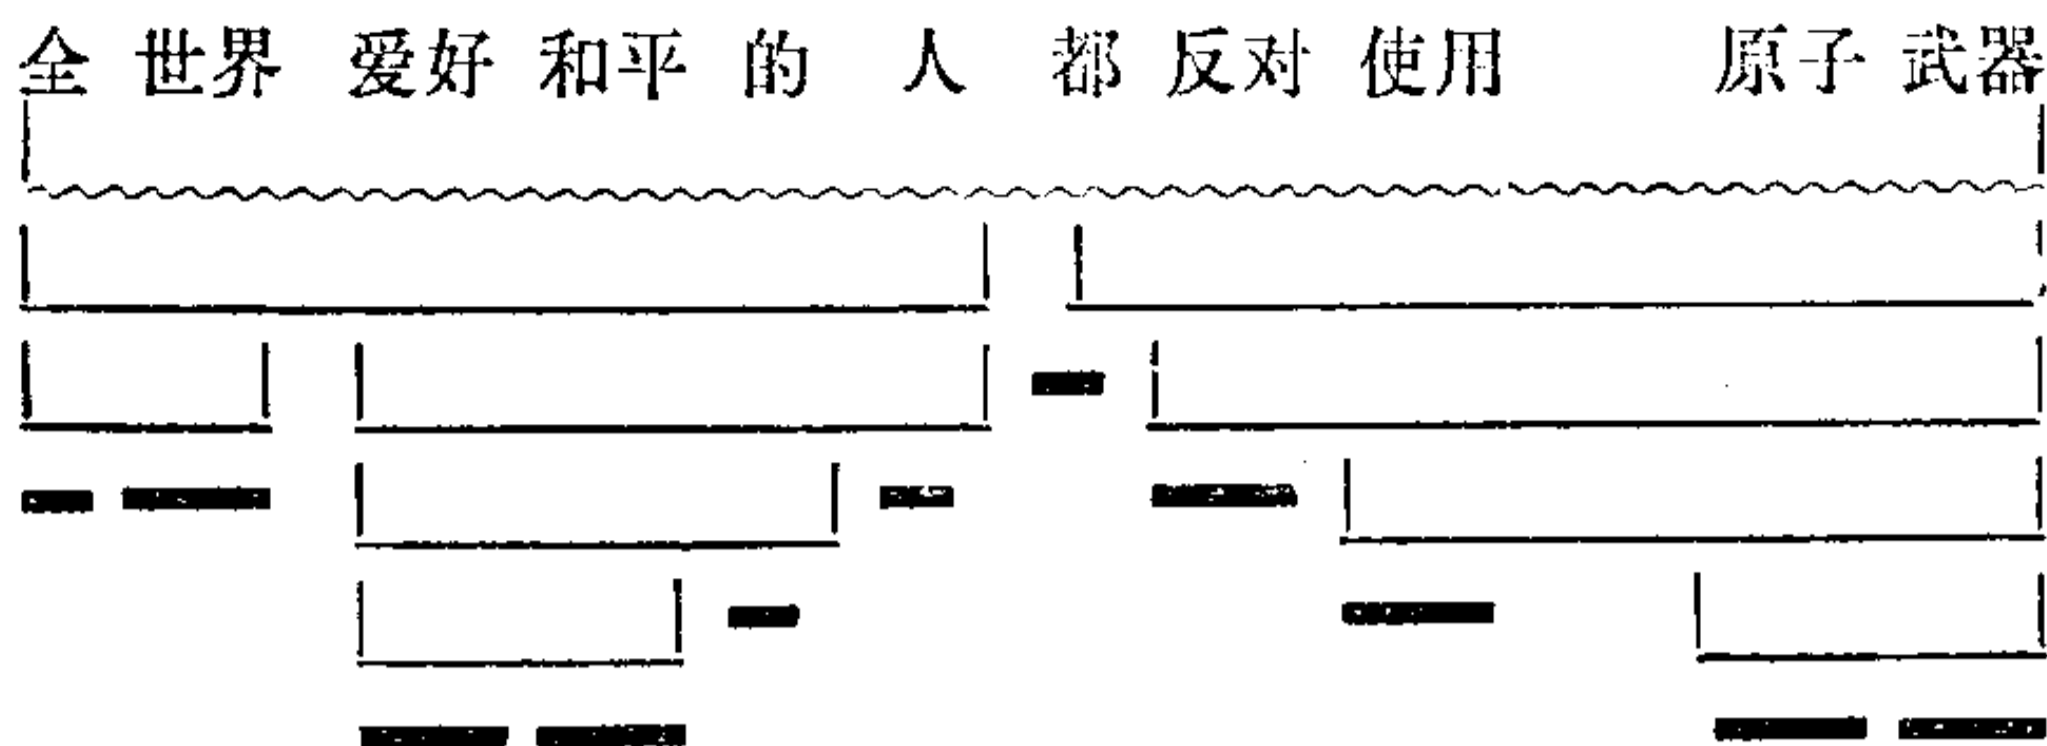 全 世界 爱好 和平 的 人 都 反对 使用 原子 武器